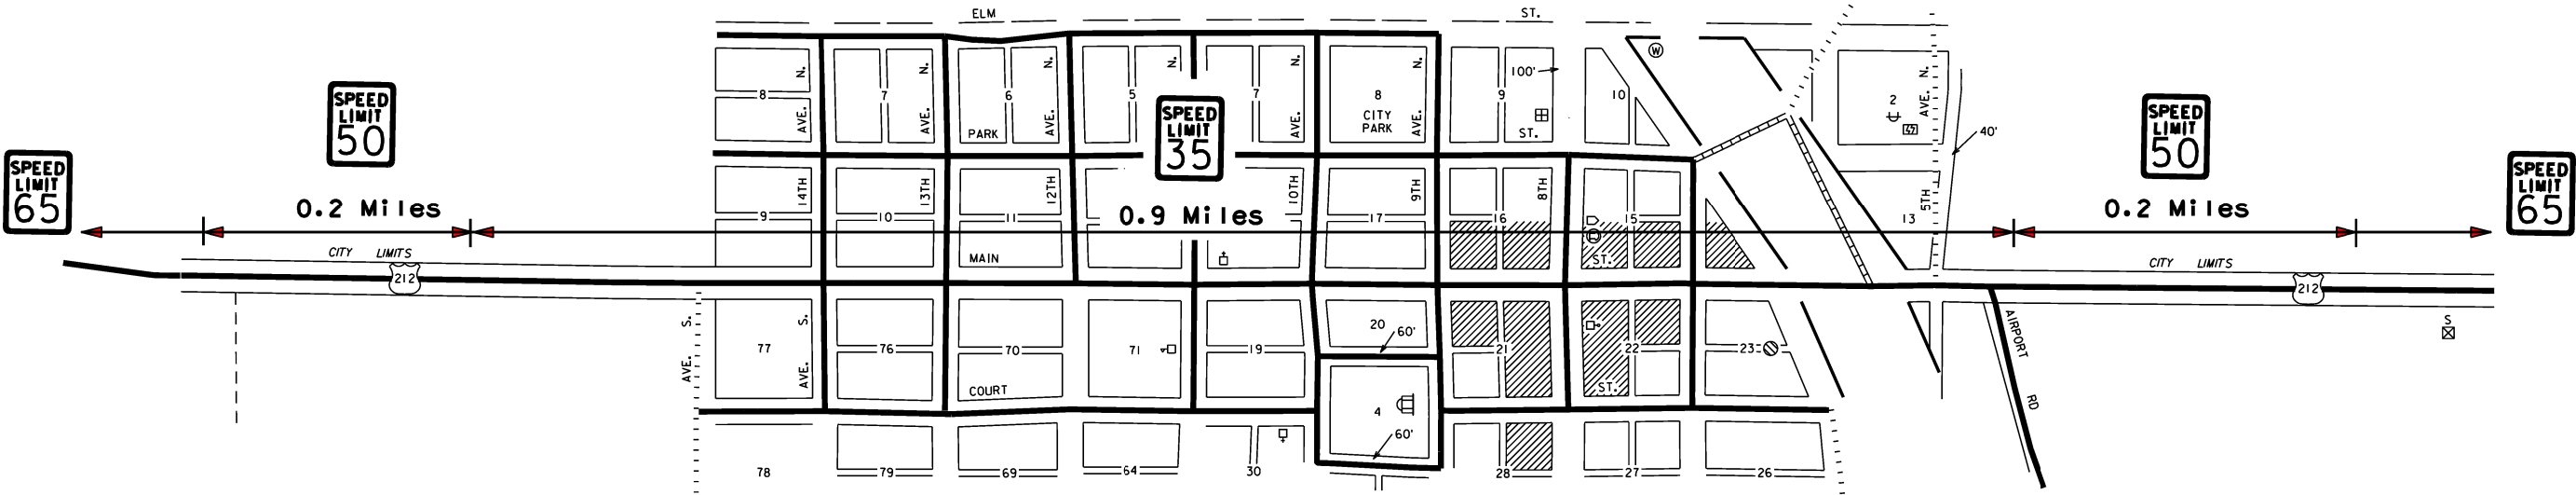 ELM ST.
W
N. N. N. N. N. N. N.
100'
8 7 6 5 7 8 9 10 2
SPEED
LIMIT
50
SPEED
LIMIT
35
SPEED
LIMIT
50
CITY
PARK
AVE. AVE. AVE. AVE. AVE. AVE.
PARK ST.
40'
SPEED
LIMIT
65
SPEED
LIMIT
65
14TH 13TH 12TH 10TH 9TH 8TH 5TH
0.2 Miles
0.9 Miles
0.2 Miles
9 10 11 17 16 15 13
CITY LIMITS
MAIN ST.
CITY LIMITS
212
212
S. S.
AVE. AVE.
20 60'
AIRPORT RD
S
77 76 70 71 19 21 22 23
COURT ST.
4
60'
78 79 69 64 30 28 27 26